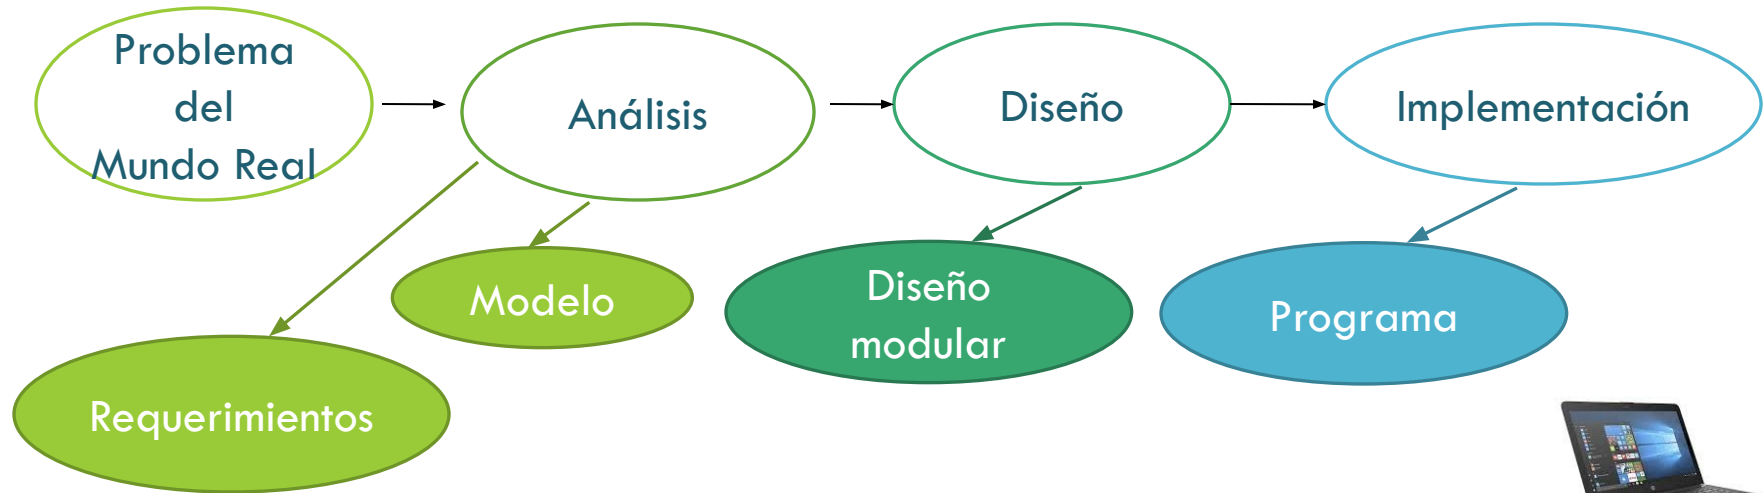 Problema
del
Mundo Real
Análisis
Diseño
Implementación
Modelo
Diseño
modular
Programa
Requerimientos